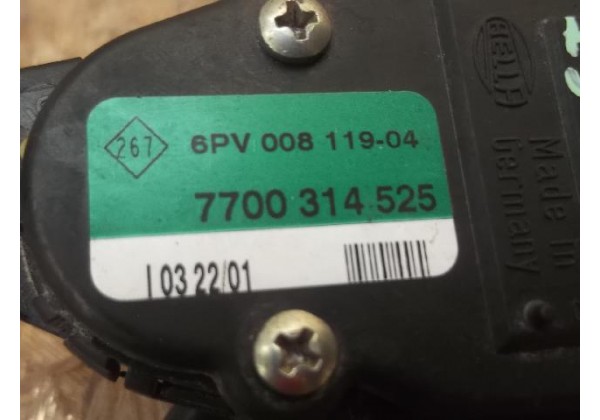 267
6PV 008 119-04
7700 314 525
I 03 22/01
HELLA
Made in
Germany